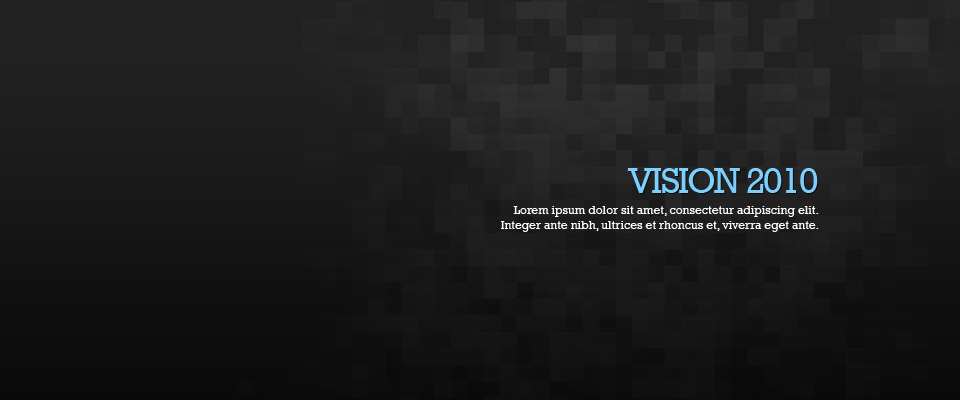 VISION 2010
Lorem ipsum dolor sit amet, consectetur adipiscing elit.
Integer ante nibh, ultrices et rhoncus et, viverra eget ante.